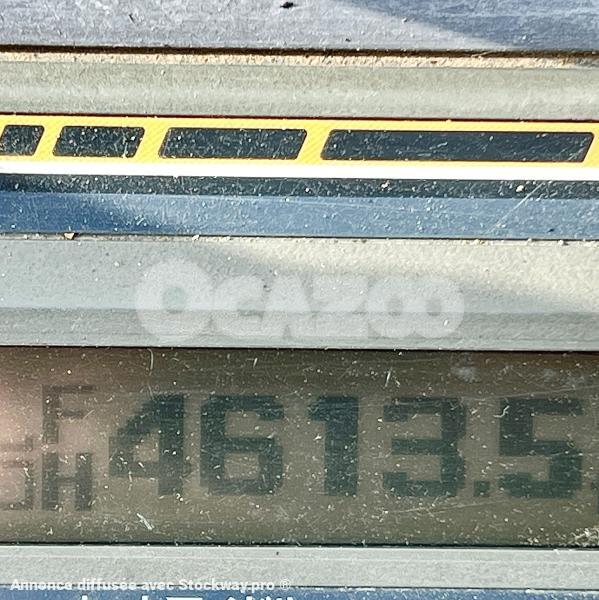 OCAZOO
F 4613.5
H
Annonce diffusée avec Stockway.pro ®